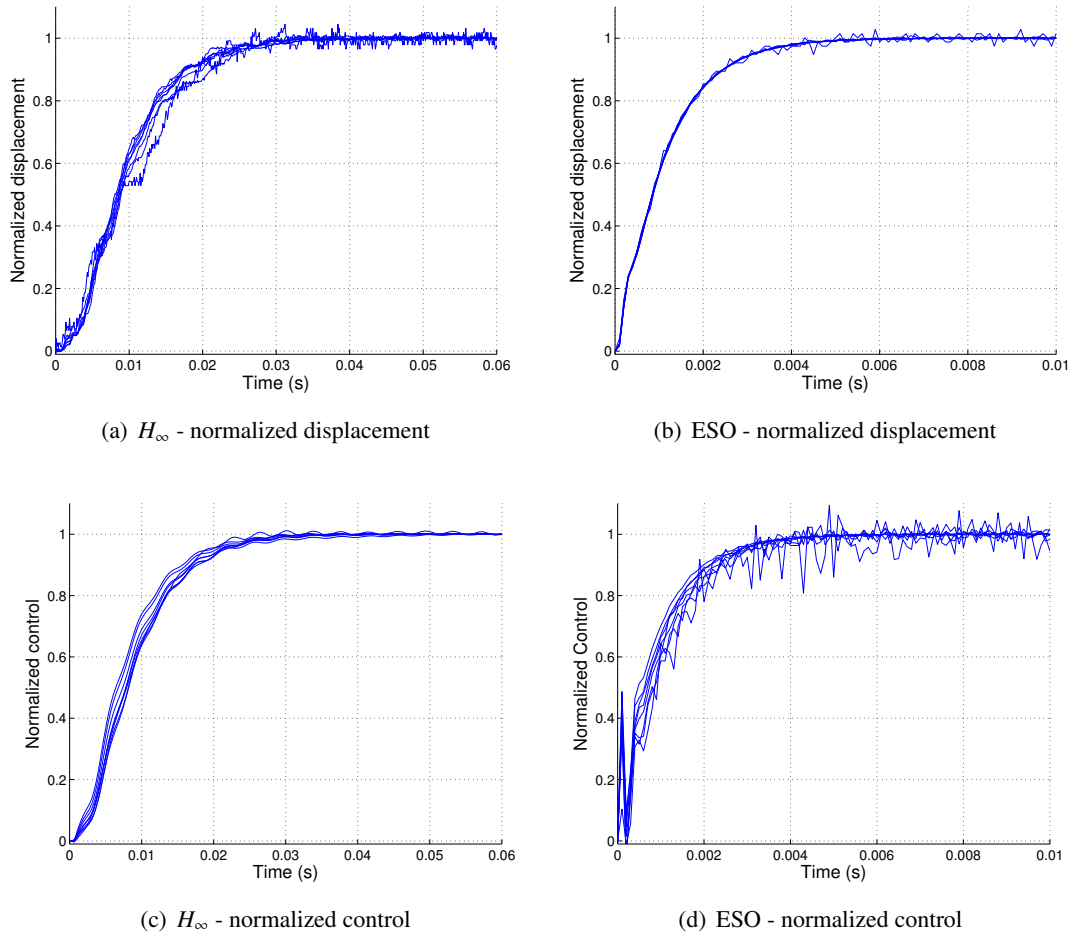 1
0.8
0.6
0.4
0.2
0
Normalized displacement
0 0.01 0.02 0.03 0.04 0.05 0.06
Time (s)
(a) H∞ - normalized displacement
1
0.8
0.6
0.4
0.2
0
Normalized displacement
0 0.002 0.004 0.006 0.008 0.01
Time (s)
(b) ESO - normalized displacement
1
0.8
0.6
0.4
0.2
0
Normalized control
0 0.01 0.02 0.03 0.04 0.05 0.06
Time (s)
(c) H∞ - normalized control
1
0.8
0.6
0.4
0.2
0
Normalized Control
0 0.002 0.004 0.006 0.008 0.01
Time (s)
(d) ESO - normalized control